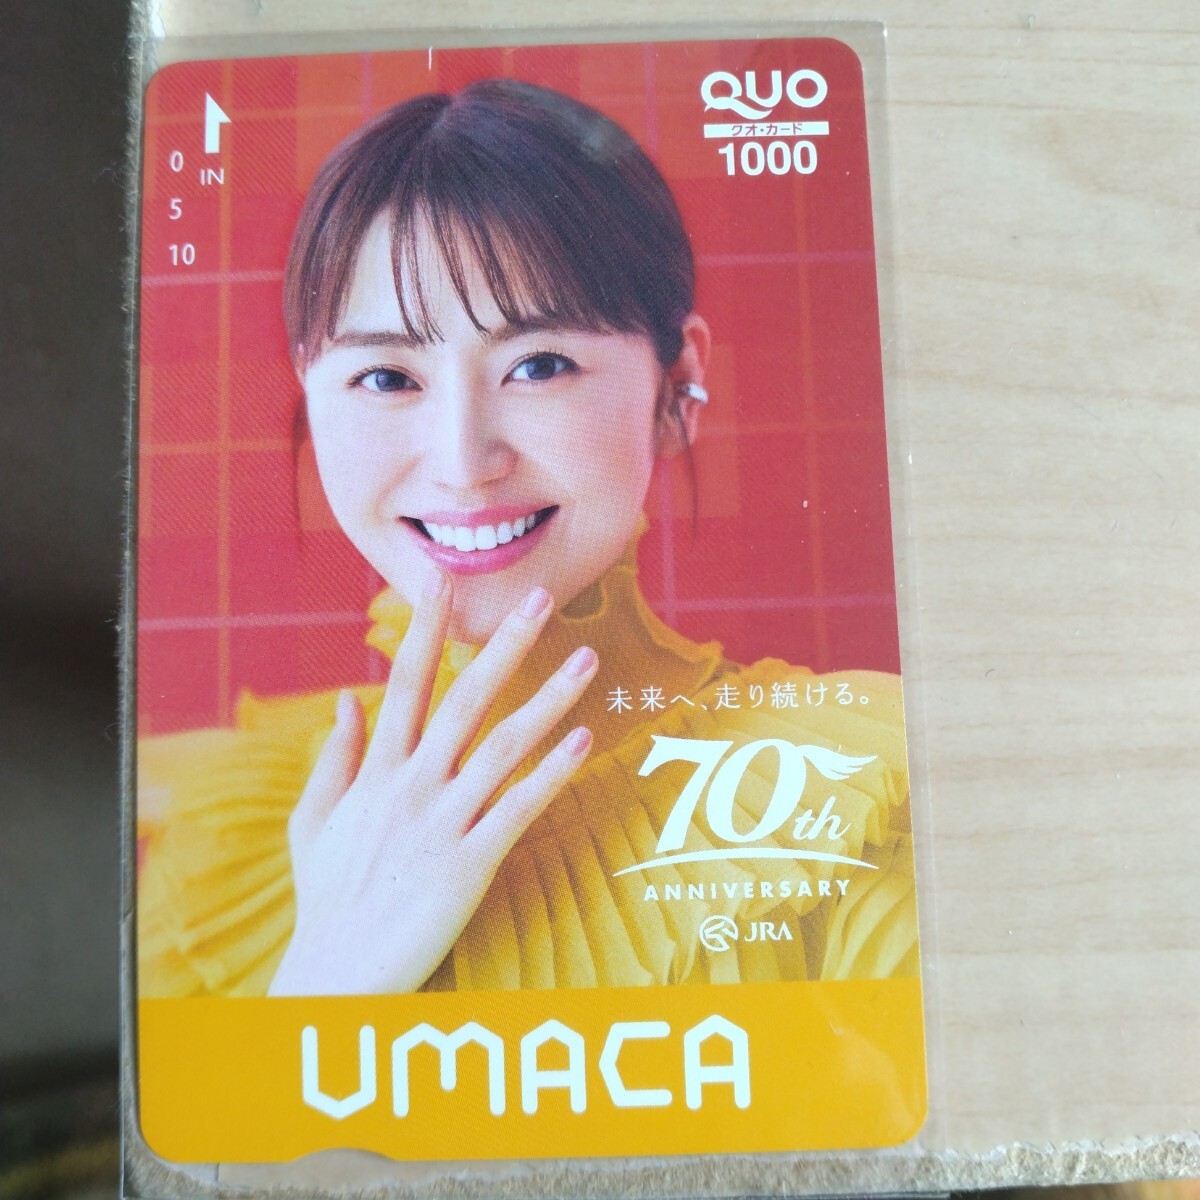 QUO
クオ・カード
1000
IN
0
5
10
未来へ、走り続ける。
70th
ANNIVERSARY
JRA
UMACA